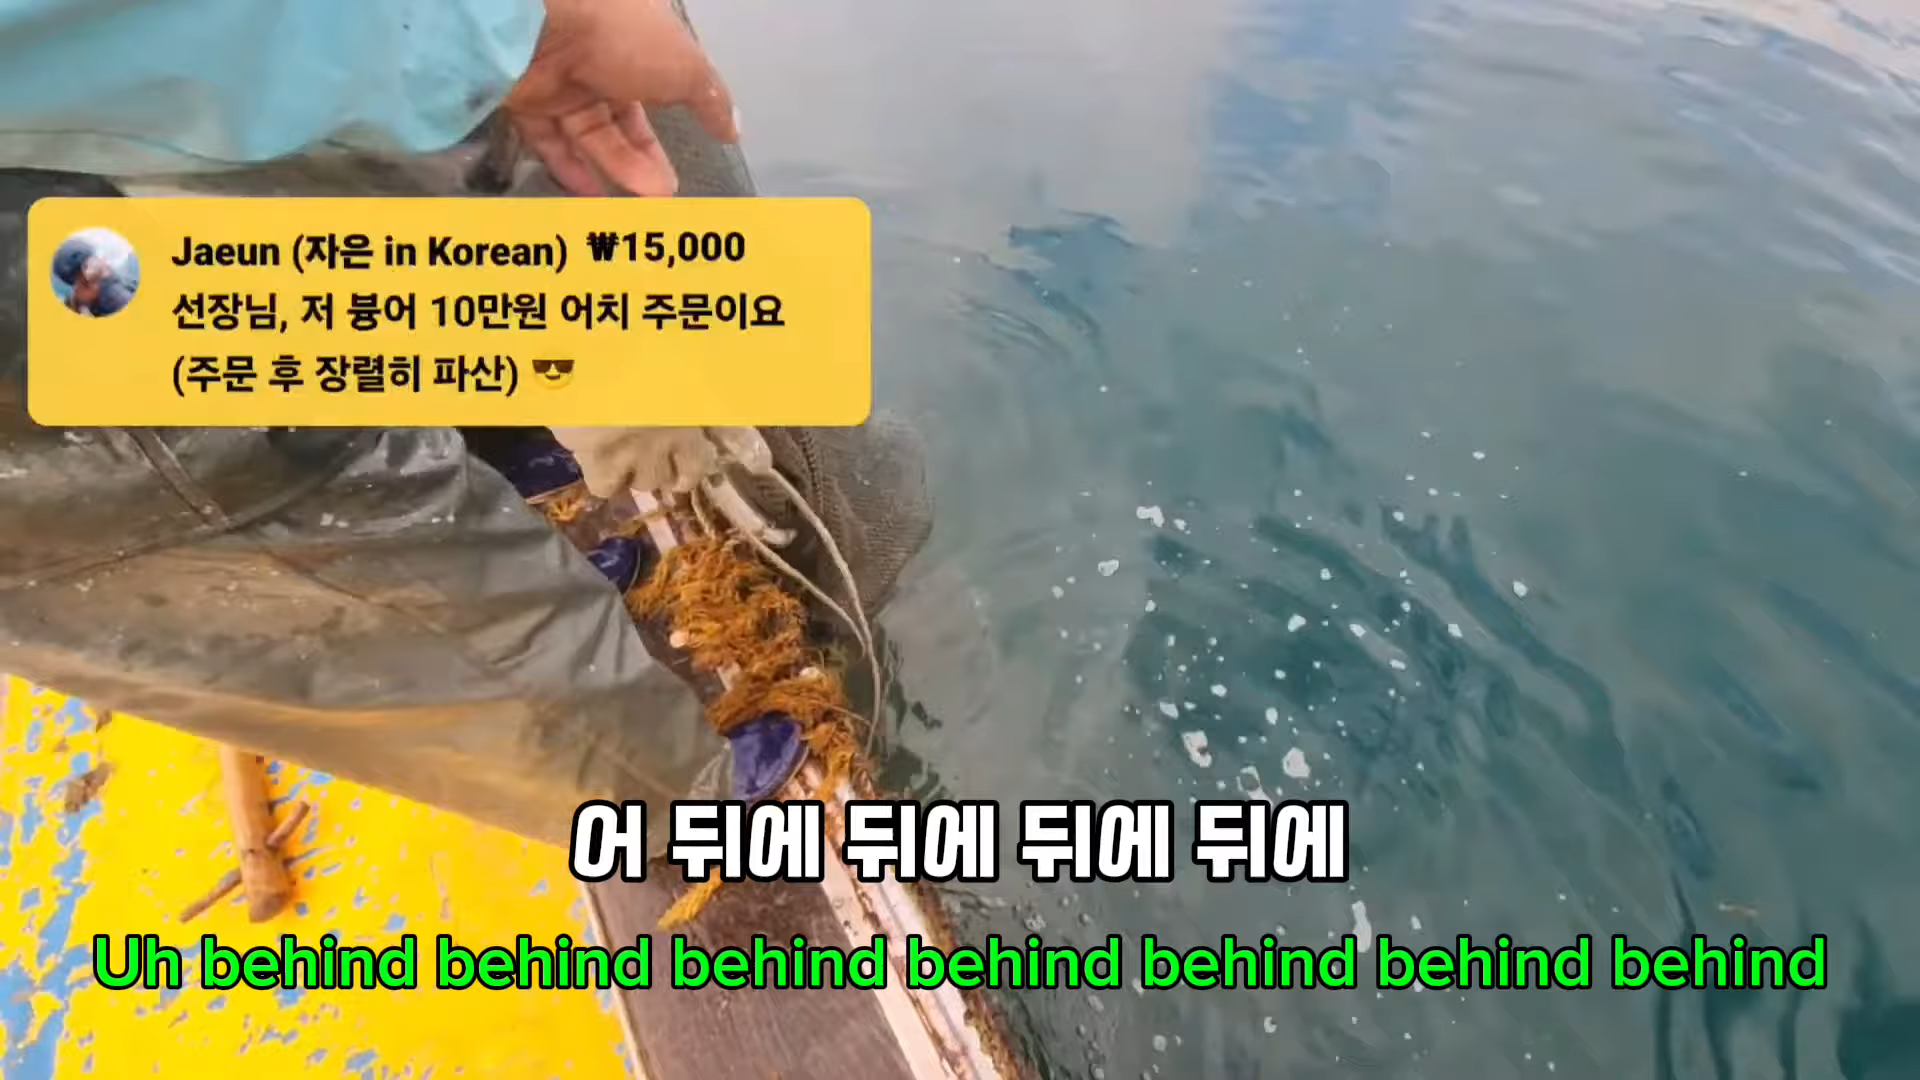 Jaeun (자은 in Korean) ₩15,000
선장님, 저 붕어 10만원 어치 주문이요
(주문 후 장렬히 파산) 😎
어 뒤에 뒤에 뒤에 뒤에
Uh behind behind behind behind behind behind behind